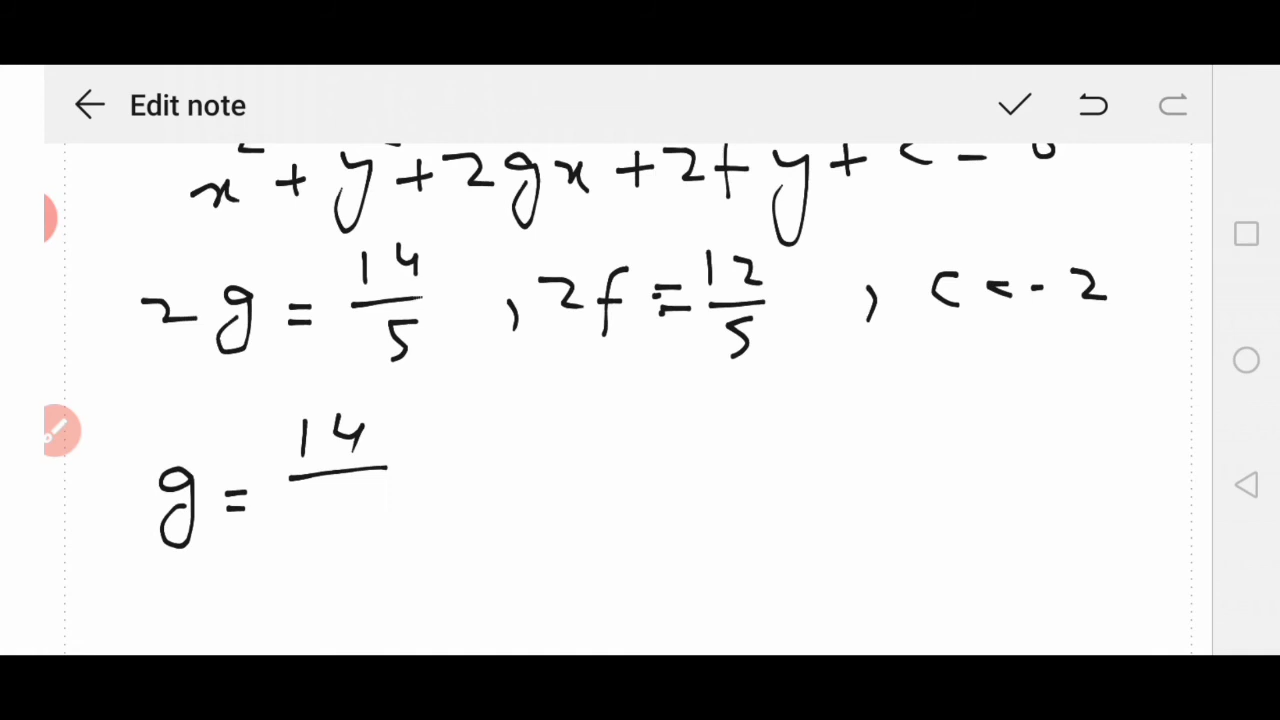 Edit note
x² + y² + 2gx + 2fy + c = 0
2g = 14/5 , 2f = 12/5 , c = -2
g = 14/